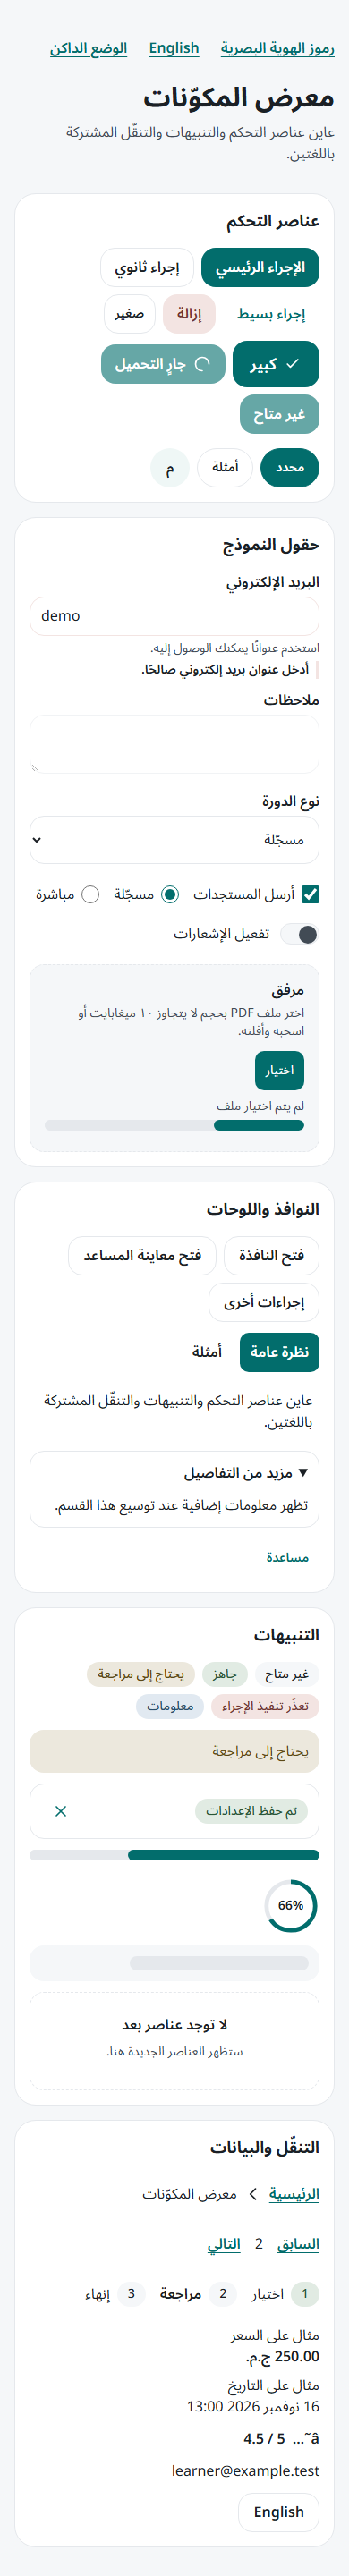 رموز الهوية البصرية English الوضع الداكن
معرض المكوّنات
عاين عناصر التحكم والتنبيهات والتنقّل المشتركة
باللغتين.
عناصر التحكم
الإجراء الرئيسي إجراء ثانوي
إجراء بسيط إزالة صغير
كبير جارٍ التحميل
غير متاح
محدد أمثلة م
حقول النموذج
البريد الإلكتروني
demo
استخدم عنوانًا يمكنك الوصول إليه.
أدخل عنوان بريد إلكتروني صالحًا.
ملاحظات
نوع الدورة
مسجّلة
أرسل المستجدات مسجّلة مباشرة
تفعيل الإشعارات
مرفق
اختر ملف PDF بحجم لا يتجاوز ١٠ ميغابايت أو
اسحبه وأفلته.
اختيار
لم يتم اختيار ملف
النوافذ واللوحات
فتح النافذة فتح معاينة المساعد
إجراءات أخرى
نظرة عامة أمثلة
عاين عناصر التحكم والتنبيهات والتنقّل المشتركة
باللغتين.
مزيد من التفاصيل
تظهر معلومات إضافية عند توسيع هذا القسم.
مساعدة
التنبيهات
غير متاح جاهز يحتاج إلى مراجعة
تعذّر تنفيذ الإجراء معلومات
يحتاج إلى مراجعة
تم حفظ الإعدادات
66%
لا توجد عناصر بعد
ستظهر العناصر الجديدة هنا.
التنقّل والبيانات
الرئيسية معرض المكوّنات
السابق 2 التالي
1 اختيار 2 مراجعة 3 إنهاء
مثال على السعر
250.00 ج.م.
مثال على التاريخ
16 نوفمبر 2026 13:00
4.5 / 5 …˜â
learner@example.test
English